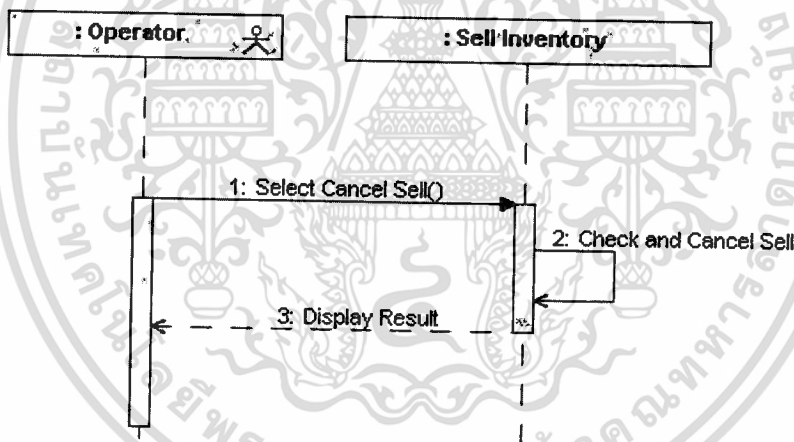 : Operator
: Sell Inventory
1: Select Cancel Sell()
2: Check and Cancel Sell
3: Display Result